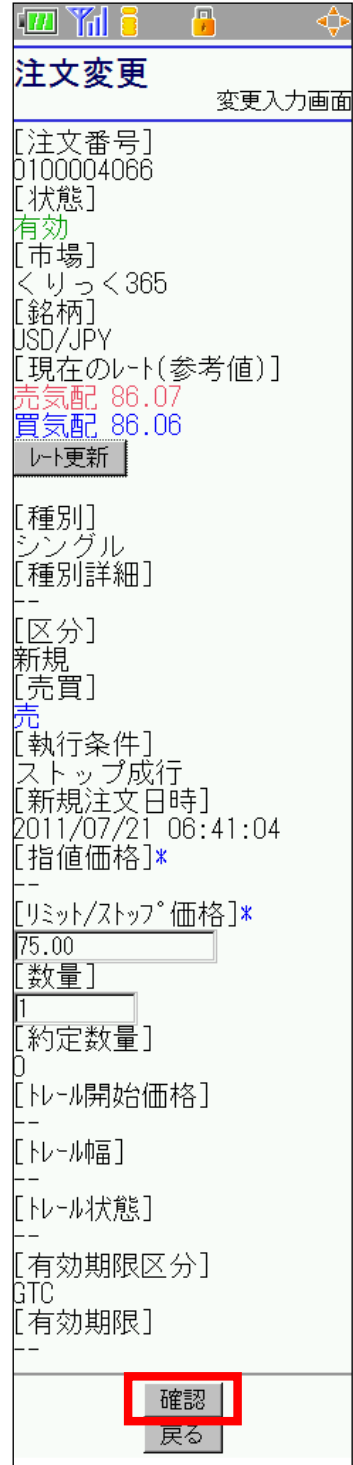 注文変更
変更入力画面
[注文番号]
0100004066
[状態]
有効
[市場]
くりっく365
[銘柄]
USD/JPY
[現在のﾚｰﾄ(参考値)]
売気配 86.07
買気配 86.06
ﾚｰﾄ更新
[種別]
シングル
[種別詳細]
--
[区分]
新規
[売買]
売
[執行条件]
ストップ成行
[新規注文日時]
2011/07/21 06:41:04
[指値価格]*
--
[ﾘﾐｯﾄ/ｽﾄｯﾌﾟ価格]*
75.00
[数量]
1
[約定数量]
0
[ﾄﾚｰﾙ開始価格]
--
[ﾄﾚｰﾙ幅]
--
[ﾄﾚｰﾙ状態]
--
[有効期限区分]
GTC
[有効期限]
--
確認
戻る